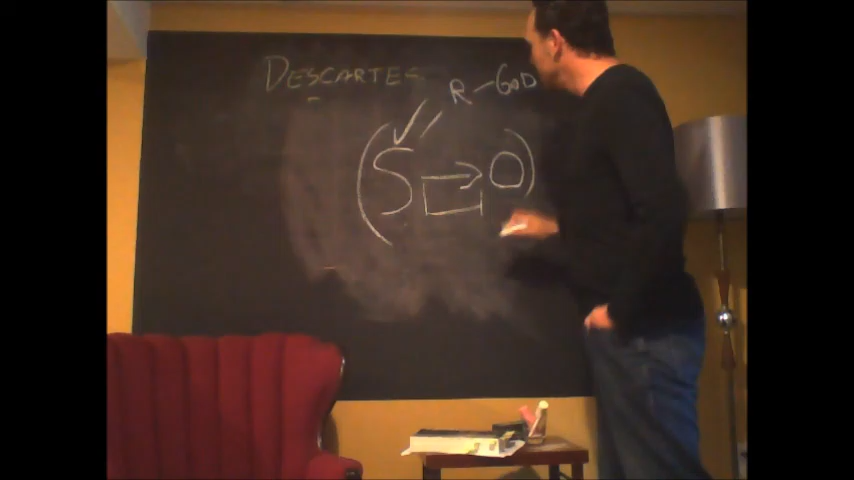 DESCARTES
R - GOD
(S → O)